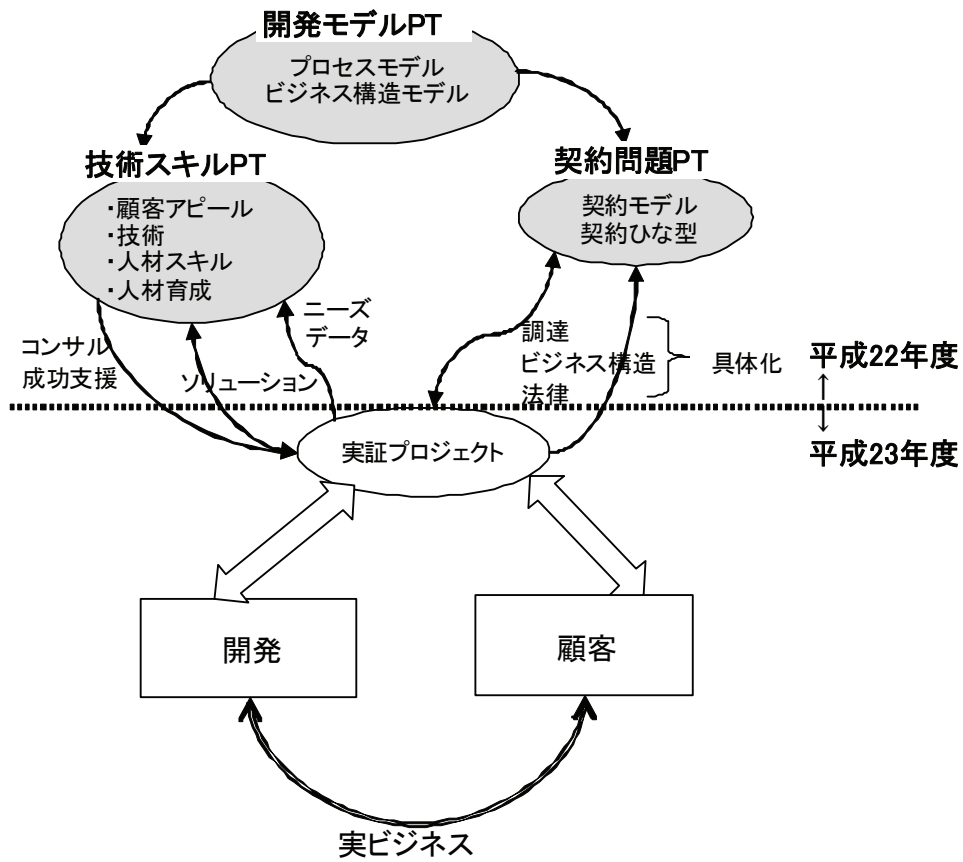 開発モデルPT
プロセスモデル
ビジネス構造モデル
技術スキルPT
・顧客アピール
・技術
・人材スキル
・人材育成
契約問題PT
契約モデル
契約ひな型
ニーズ
データ
コンサル
成功支援
ソリューション
調達
ビジネス構造
法律
具体化
平成22年度
平成23年度
実証プロジェクト
開発
顧客
実ビジネス